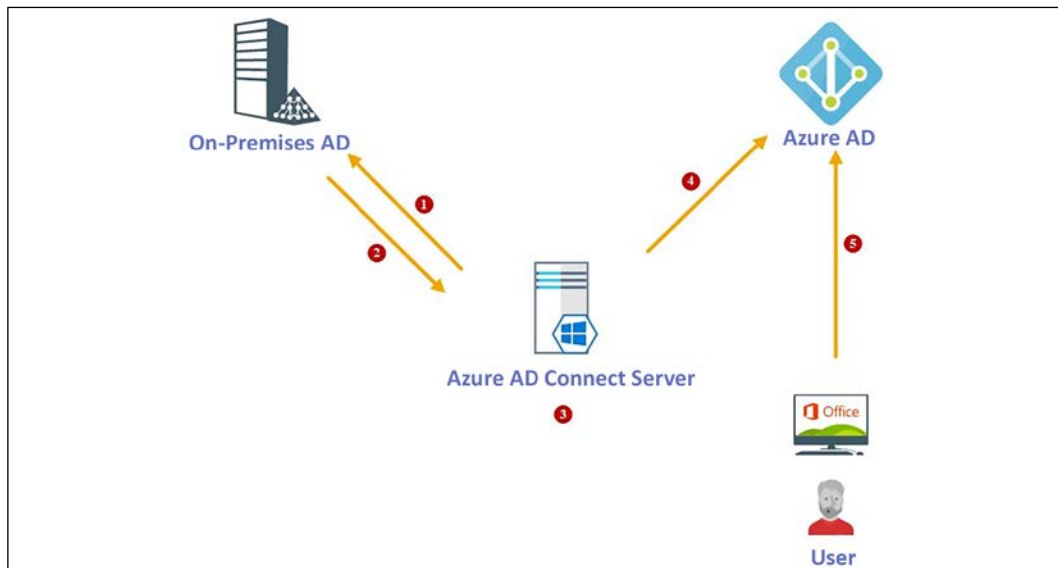 On-Premises AD
Azure AD
1
4
2
5
Azure AD Connect Server
3
Office
User